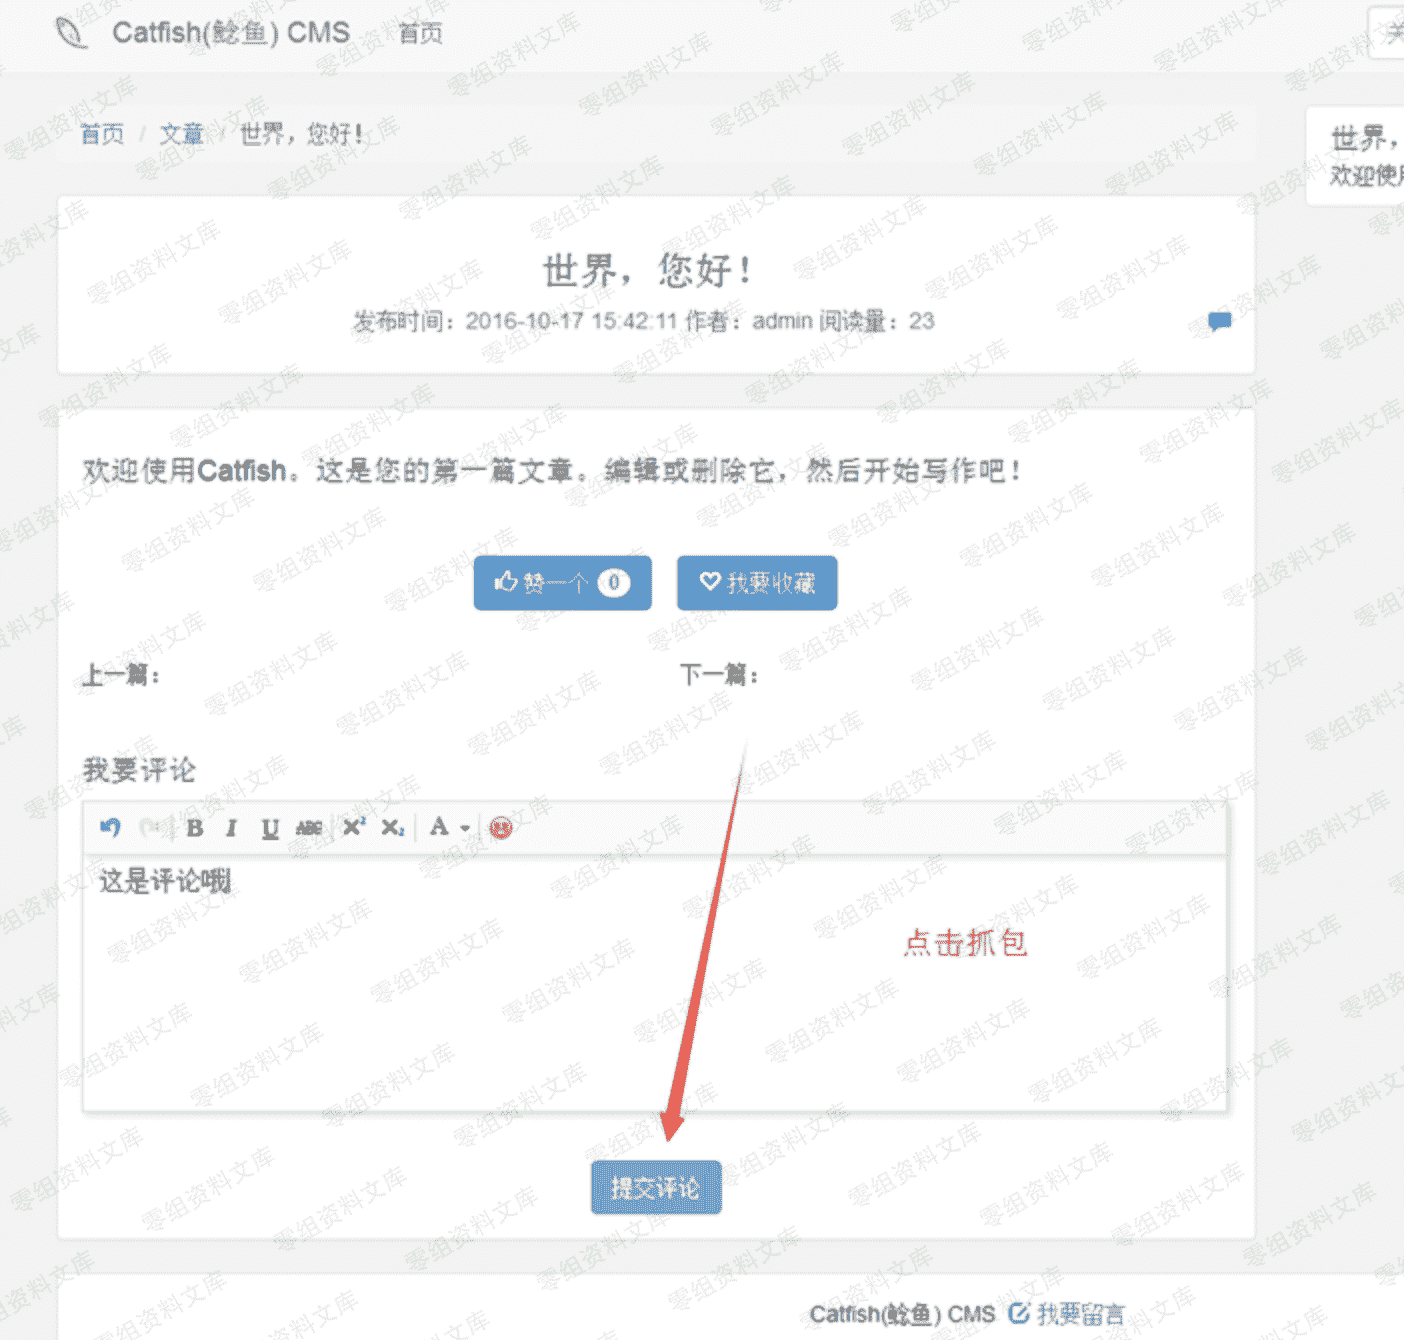 Catfish(鲶鱼) CMS 首页
首页 / 文章 / 世界，您好！
世界，
欢迎使用
世界，您好！
发布时间：2016-10-17 15:42:11 作者：admin 阅读量：23
欢迎使用Catfish。这是您的第一篇文章。编辑或删除它，然后开始写作吧！
赞一个 0 我要收藏
上一篇： 下一篇：
我要评论
B I U ABC X² X₂ A
这是评论哦
点击抓包
提交评论
Catfish(鲶鱼) CMS 我要留言
零组资料文库